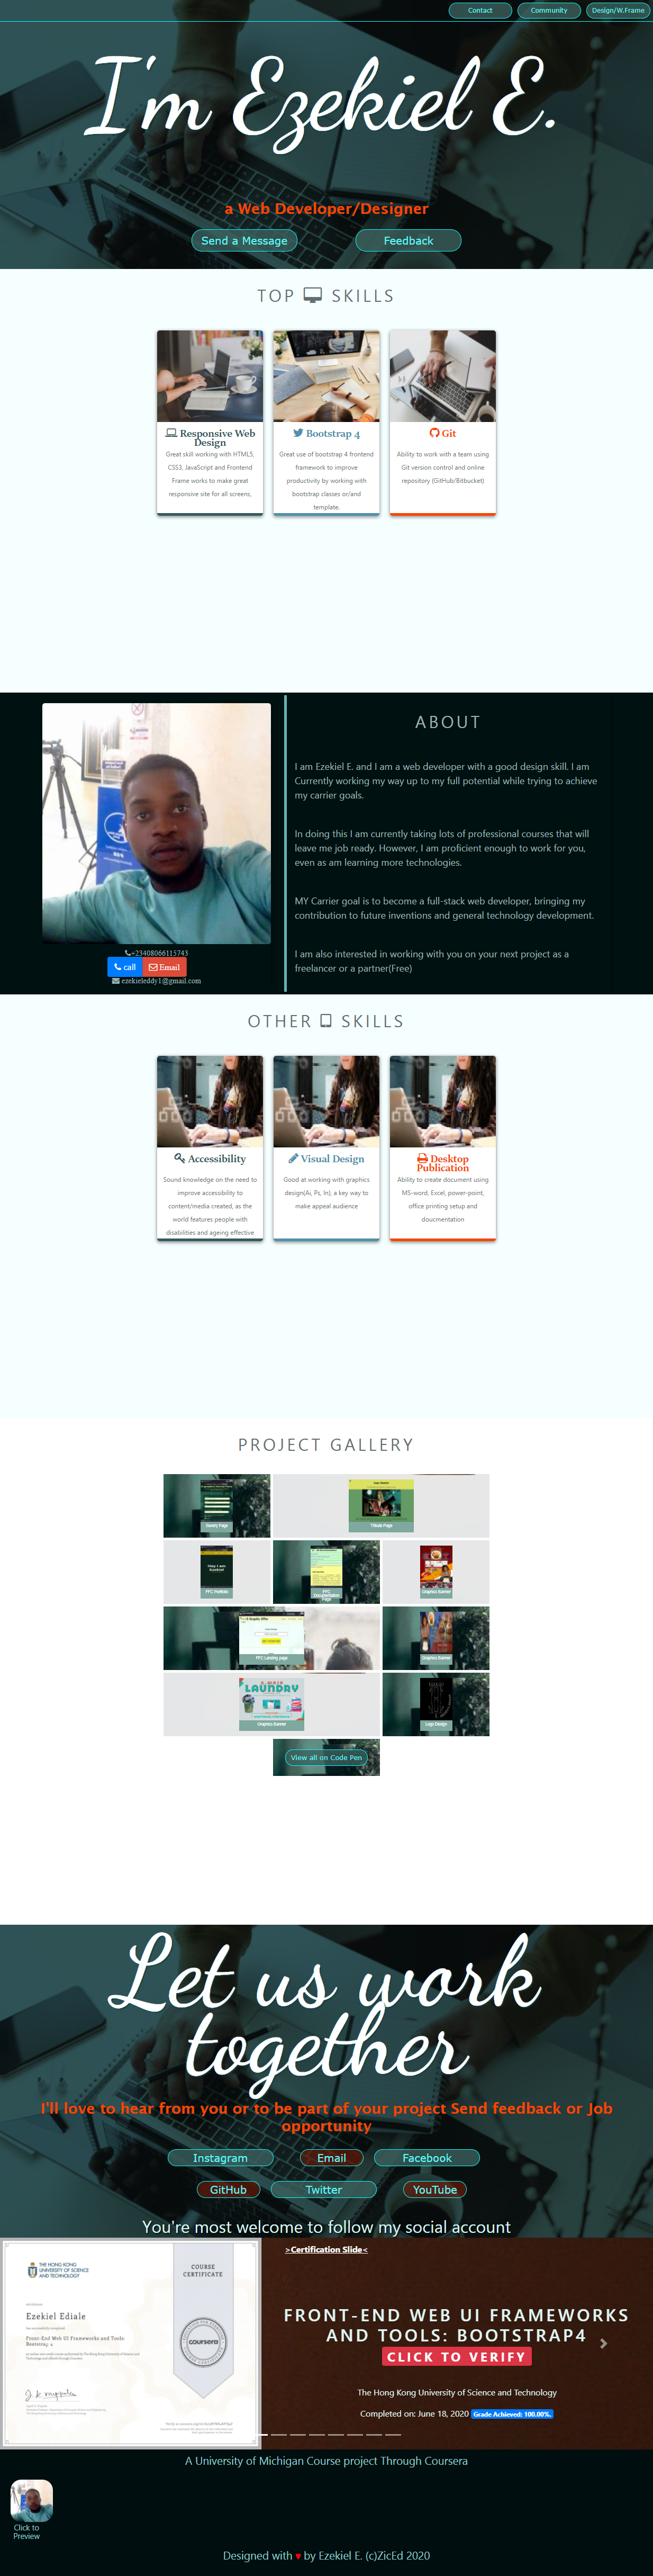 Contact
Community
Design/W.Frame
I'm Ezekiel E.
a Web Developer/Designer
Send a Message
Feedback
TOP SKILLS
Responsive Web
Design
Great skill working with HTML5,
CSS3, JavaScript and Frontend
Frame works to make great
responsive site for all screens,
Bootstrap 4
Great use of bootstrap 4 frontend
framework to improve
productivity by working with
bootstrap classes or/and
template.
Git
Ability to work with a team using
Git version control and online
repository (GitHub/Bitbucket)
+23408066115743
call
Email
ezekieleddy1@gmail.com
ABOUT
I am Ezekiel E. and I am a web developer with a good design skill. I am
Currently working my way up to my full potential while trying to achieve
my carrier goals.
In doing this I am currently taking lots of professional courses that will
leave me job ready. However, I am proficient enough to work for you,
even as am learning more technologies.
MY Carrier goal is to become a full-stack web developer, bringing my
contribution to future inventions and general technology development.
I am also interested in working with you on your next project as a
freelancer or a partner(Free)
OTHER SKILLS
Accessibility
Sound knowledge on the need to
improve accessibility to
content/media created, as the
world features people with
disabilities and ageing effective
Visual Design
Good at working with graphics
design(Ai, Ps, In); a key way to
make appeal audience
Desktop
Publication
Ability to create document using
MS-word, Excel, power-point,
office printing setup and
doucmentation
PROJECT GALLERY
Survey Page
Tribute Page
FFC Portfolio
FFC
Documentation
Page
Graphics Banner
FFC Landing page
Graphics Banner
LAUNDRY
Graphics Banner
Logo Design
View all on Code Pen
Let us work
together
I'll love to hear from you or to be part of your project Send feedback or Job
opportunity
Instagram
Email
Facebook
GitHub
Twitter
YouTube
You're most welcome to follow my social account
THE HONG KONG
UNIVERSITY OF SCIENCE
AND TECHNOLOGY
Ezekiel Ediale
Front-End Web UI Frameworks and Tools:
Bootstrap 4
COURSE
CERTIFICATE
coursera
>Certification Slide<
FRONT-END WEB UI FRAMEWORKS
AND TOOLS: BOOTSTRAP4
CLICK TO VERIFY
The Hong Kong University of Science and Technology
Completed on: June 18, 2020 Grade Achieved: 100.00%.
A University of Michigan Course project Through Coursera
Click to
Preview
Designed with ♥ by Ezekiel E. (c)ZicEd 2020